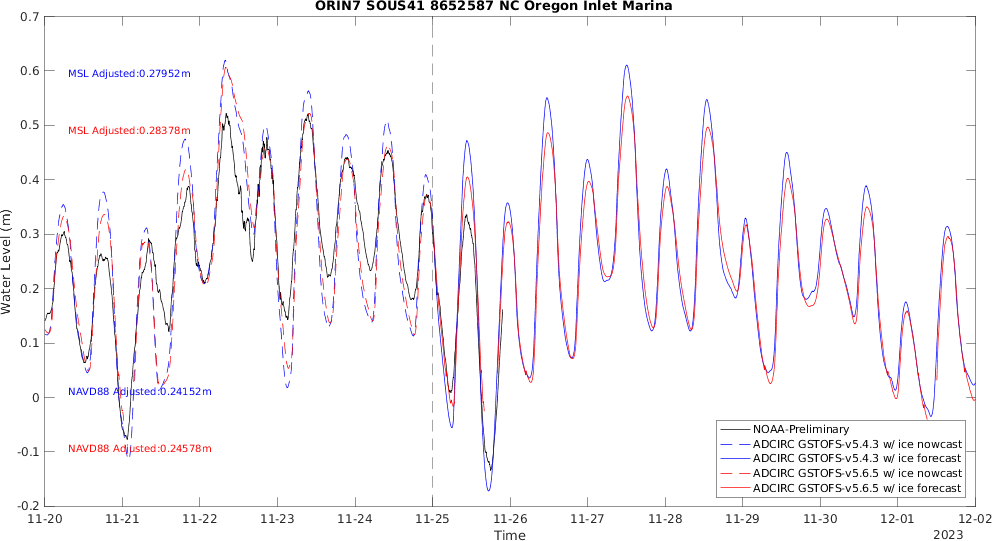 ORIN7 SOUS41 8652587 NC Oregon Inlet Marina
0.7
0.6
0.5
0.4
0.3
0.2
0.1
0
-0.1
-0.2
Water Level (m)
MSL Adjusted:0.27952m
MSL Adjusted:0.28378m
NAVD88 Adjusted:0.24152m
NAVD88 Adjusted:0.24578m
NOAA-Preliminary
ADCIRC GSTOFS-v5.4.3 w/ ice nowcast
ADCIRC GSTOFS-v5.4.3 w/ ice forecast
ADCIRC GSTOFS-v5.6.5 w/ ice nowcast
ADCIRC GSTOFS-v5.6.5 w/ ice forecast
11-20 11-21 11-22 11-23 11-24 11-25 11-26 11-27 11-28 11-29 11-30 12-01 12-02
Time
2023